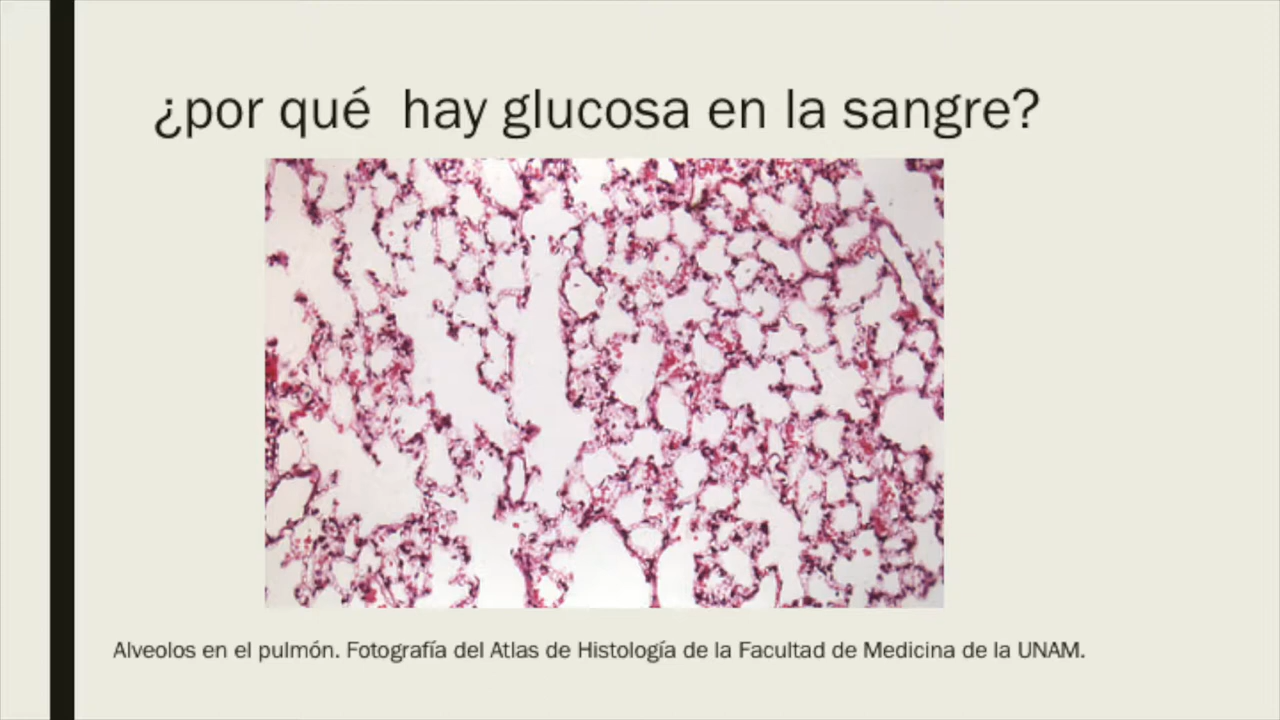 ¿por qué  hay glucosa en la sangre?
Alveolos en el pulmón. Fotografía del Atlas de Histología de la Facultad de Medicina de la UNAM.